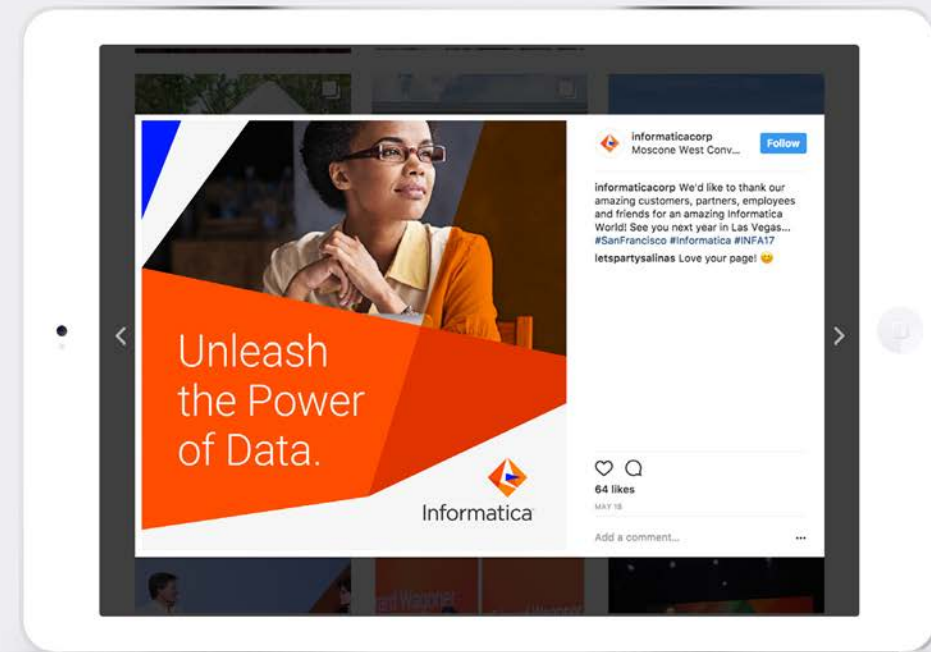 Unleash
the Power
of Data.
Informatica
informaticacorp
Moscone West Conv...
Follow
informaticacorp We'd like to thank our
amazing customers, partners, employees
and friends for an amazing Informatica
World! See you next year in Las Vegas...
#SanFrancisco #Informatica #INFA17
letspartysalinas Love your page! 😋
64 likes
MAY 18
Add a comment...
ard Wagoner